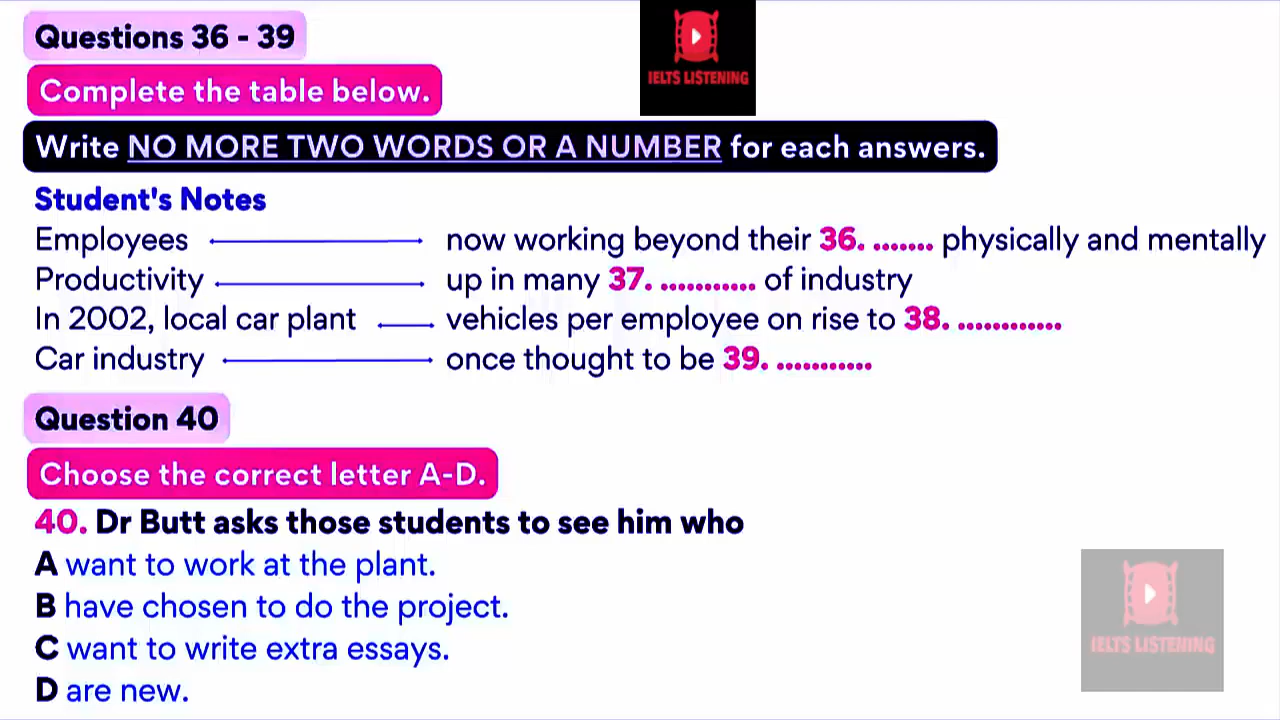 Questions 36 - 39
IELTS LISTENING
Complete the table below.
Write NO MORE TWO WORDS OR A NUMBER for each answers.
Student's Notes
Employees now working beyond their 36. ....... physically and mentally
Productivity up in many 37. ............ of industry
In 2002, local car plant vehicles per employee on rise to 38. .............
Car industry once thought to be 39. ............
Question 40
Choose the correct letter A-D.
40. Dr Butt asks those students to see him who
A want to work at the plant.
B have chosen to do the project.
C want to write extra essays.
D are new.
IELTS LISTENING